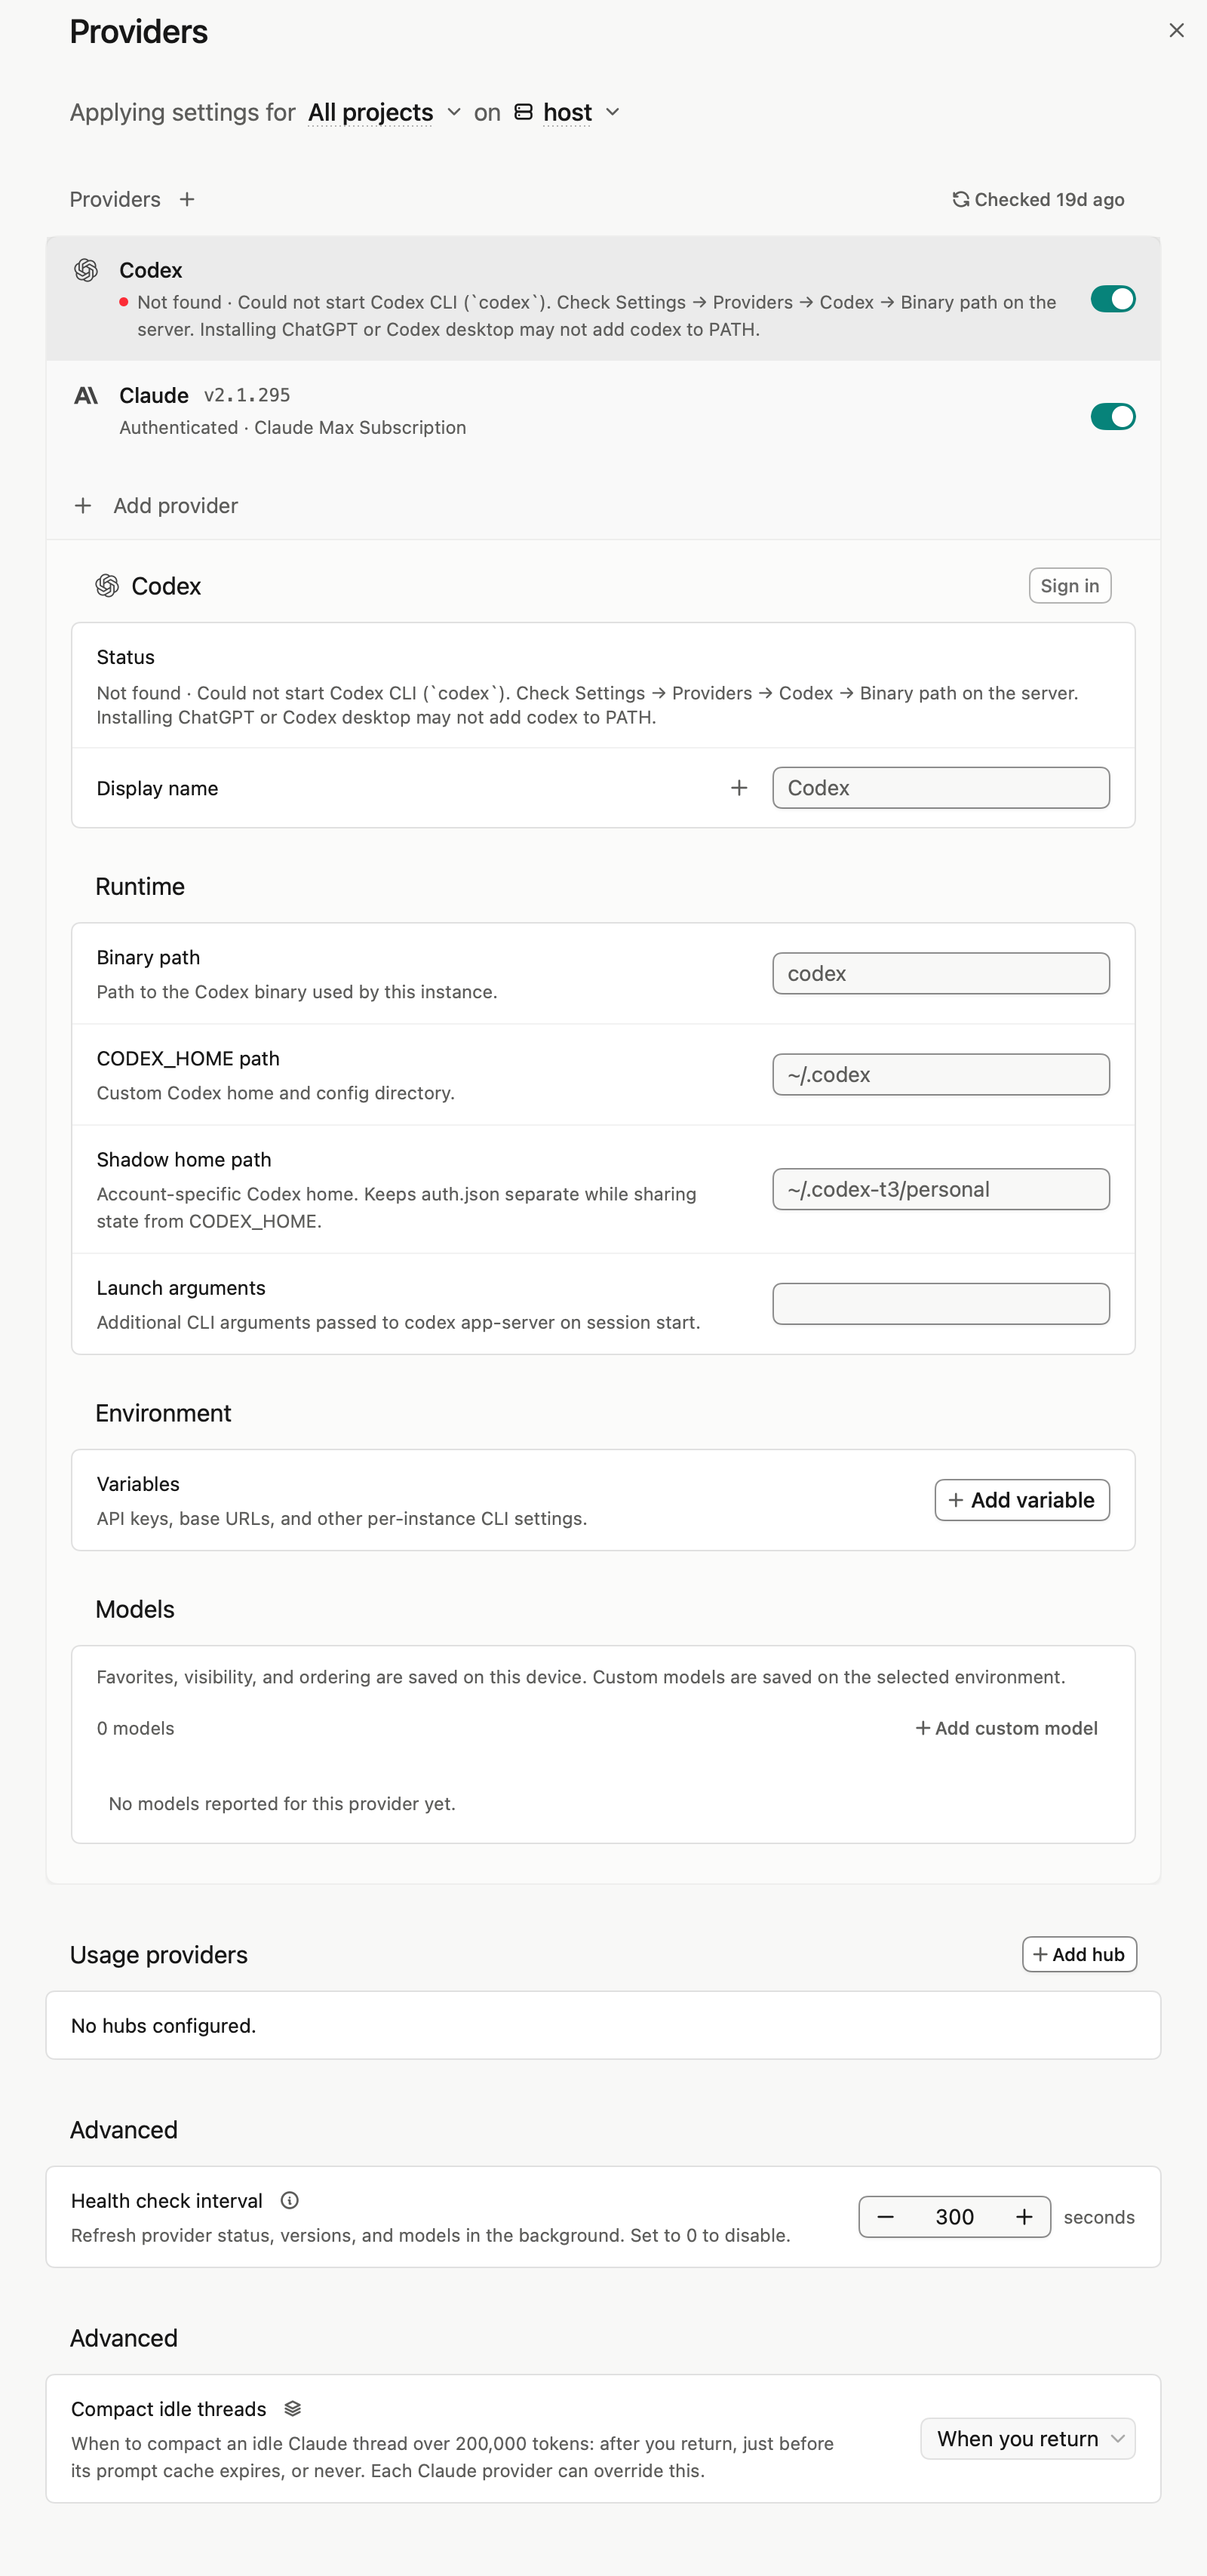 Providers
Applying settings for All projects on host
Providers
Checked 19d ago
Codex
Not found · Could not start Codex CLI (`codex`). Check Settings → Providers → Codex → Binary path on the
server. Installing ChatGPT or Codex desktop may not add codex to PATH.
Claude v2.1.295
Authenticated · Claude Max Subscription
+ Add provider
Codex
Sign in
Status
Not found · Could not start Codex CLI (`codex`). Check Settings → Providers → Codex → Binary path on the server.
Installing ChatGPT or Codex desktop may not add codex to PATH.
Display name
Codex
Runtime
Binary path
codex
Path to the Codex binary used by this instance.
CODEX_HOME path
~/.codex
Custom Codex home and config directory.
Shadow home path
Account-specific Codex home. Keeps auth.json separate while sharing
state from CODEX_HOME.
~/.codex-t3/personal
Launch arguments
Additional CLI arguments passed to codex app-server on session start.
Environment
Variables
API keys, base URLs, and other per-instance CLI settings.
+ Add variable
Models
Favorites, visibility, and ordering are saved on this device. Custom models are saved on the selected environment.
0 models
+ Add custom model
No models reported for this provider yet.
Usage providers
+ Add hub
No hubs configured.
Advanced
Health check interval
Refresh provider status, versions, and models in the background. Set to 0 to disable.
− 300 + seconds
Advanced
Compact idle threads
When to compact an idle Claude thread over 200,000 tokens: after you return, just before
its prompt cache expires, or never. Each Claude provider can override this.
When you return